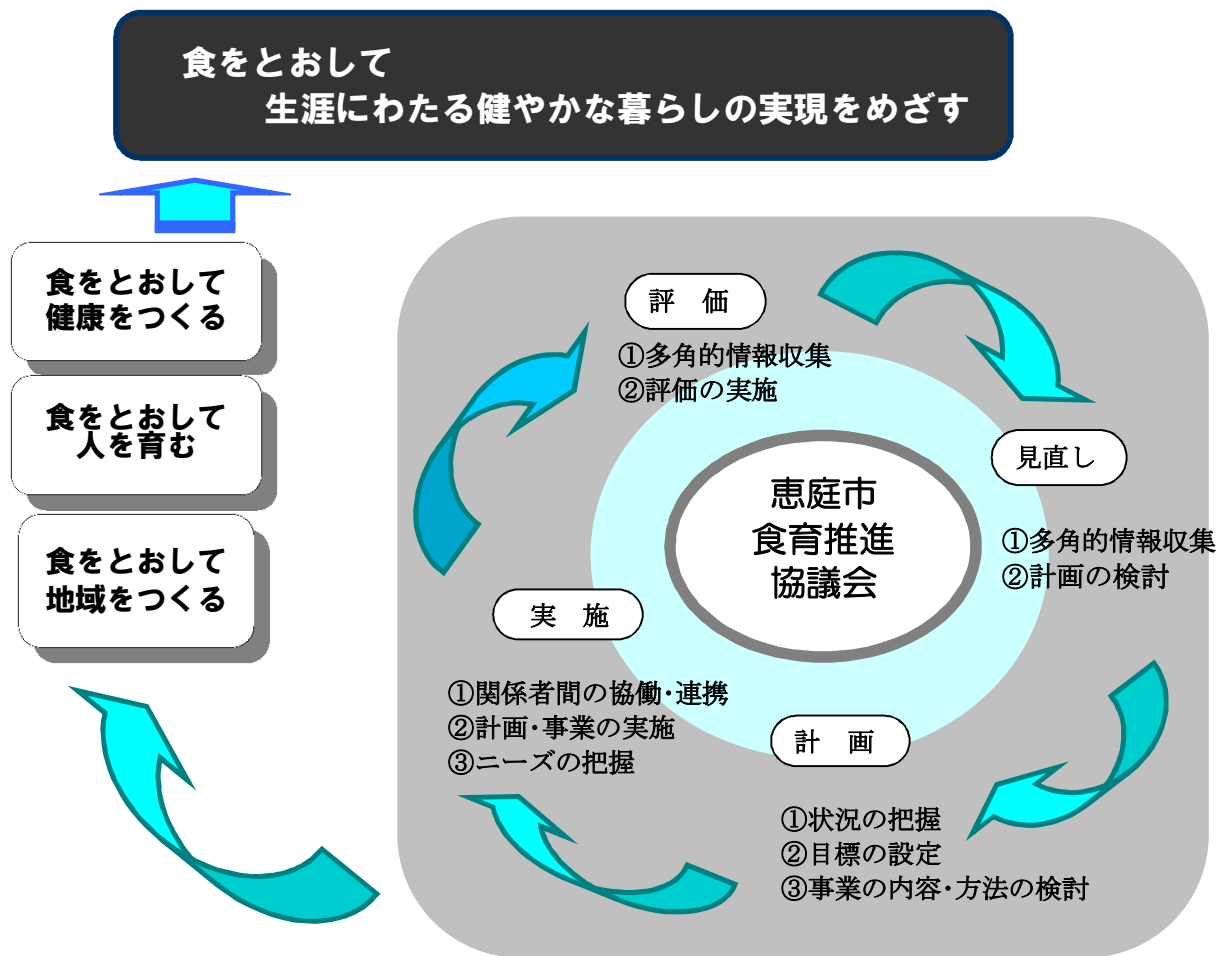 食をとおして
生涯にわたる健やかな暮らしの実現をめざす
食をとおして
健康をつくる
食をとおして
人を育む
食をとおして
地域をつくる
評　価
①多角的情報収集
②評価の実施
見直し
①多角的情報収集
②計画の検討
恵庭市
食育推進
協議会
実　施
①関係者間の協働・連携
②計画・事業の実施
③ニーズの把握
計　画
①状況の把握
②目標の設定
③事業の内容・方法の検討